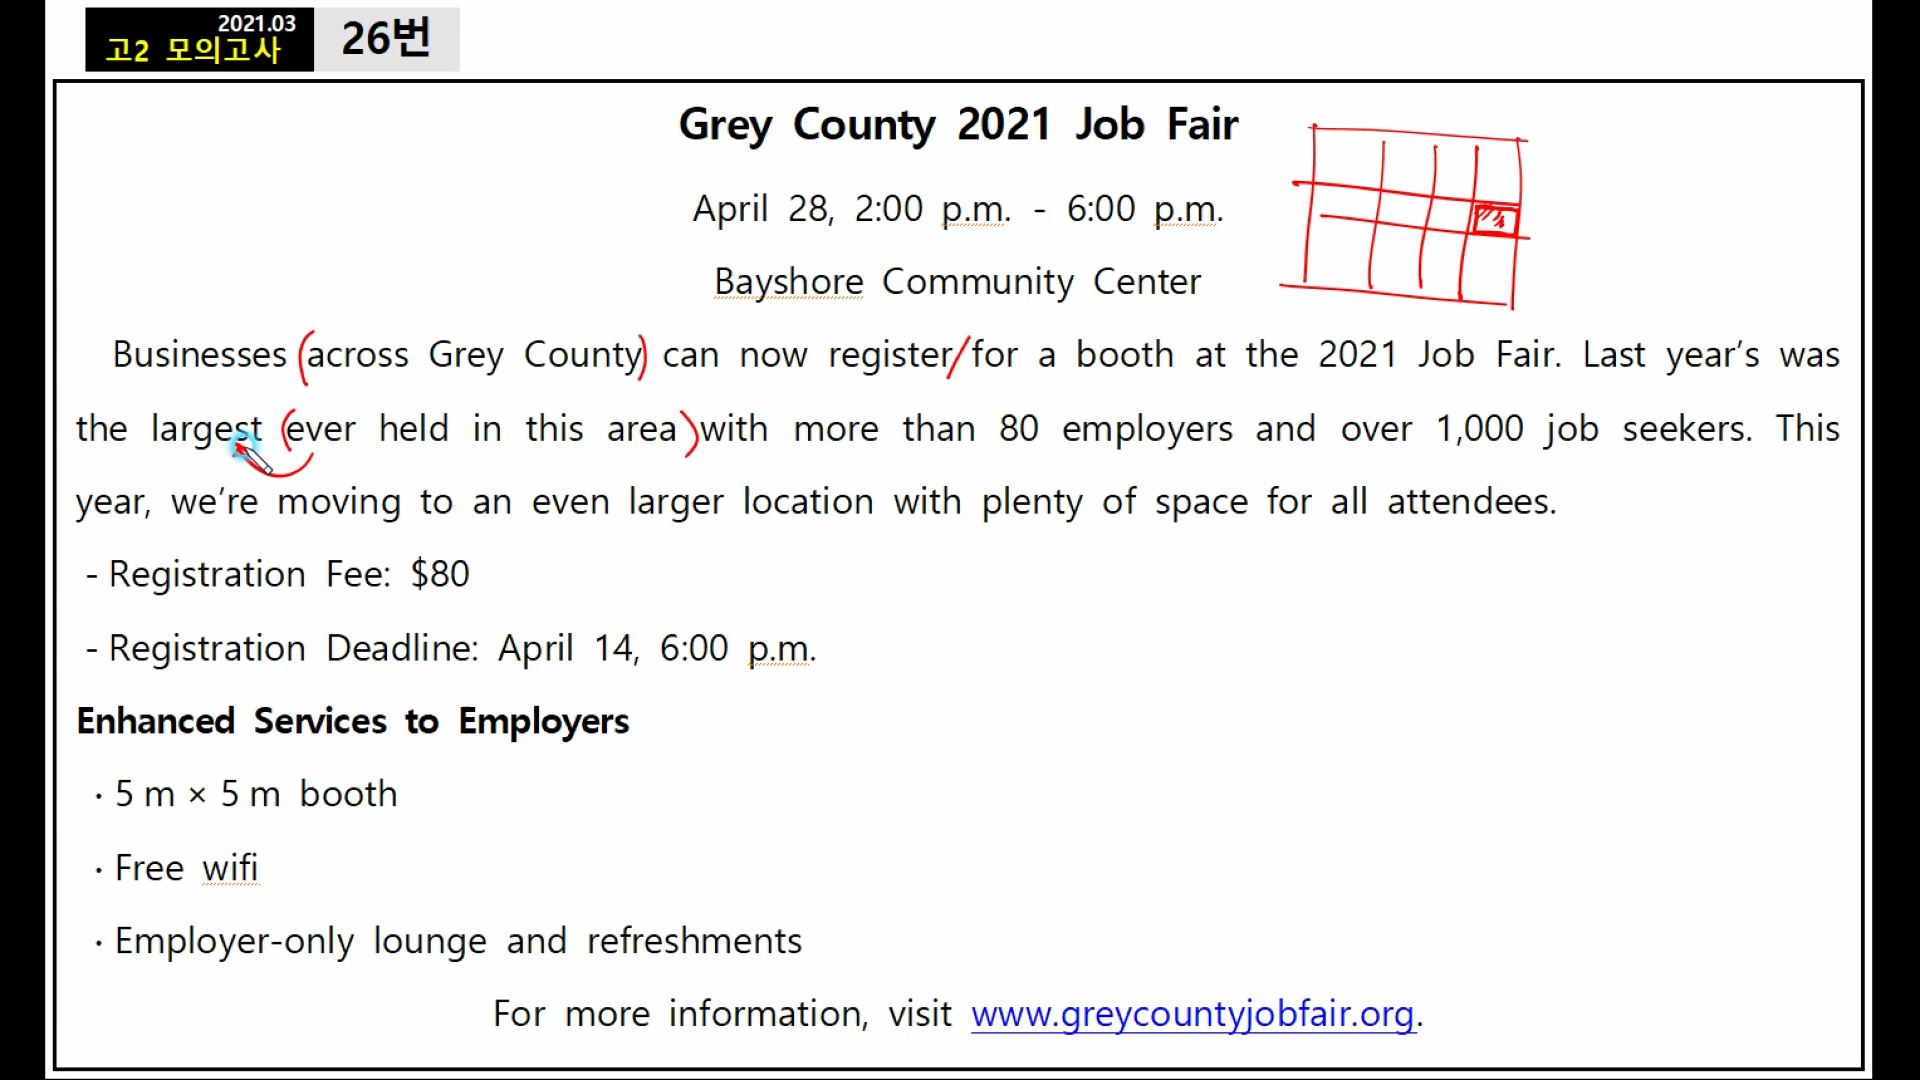 2021.03
고2 모의고사
26번
Grey County 2021 Job Fair
April 28, 2:00 p.m. - 6:00 p.m.
Bayshore Community Center
Businesses (across Grey County) can now register/for a booth at the 2021 Job Fair. Last year’s was
the largest (ever held in this area) with more than 80 employers and over 1,000 job seekers. This
year, we’re moving to an even larger location with plenty of space for all attendees.
- Registration Fee: $80
- Registration Deadline: April 14, 6:00 p.m.
Enhanced Services to Employers
· 5 m × 5 m booth
· Free wifi
· Employer-only lounge and refreshments
For more information, visit www.greycountyjobfair.org.